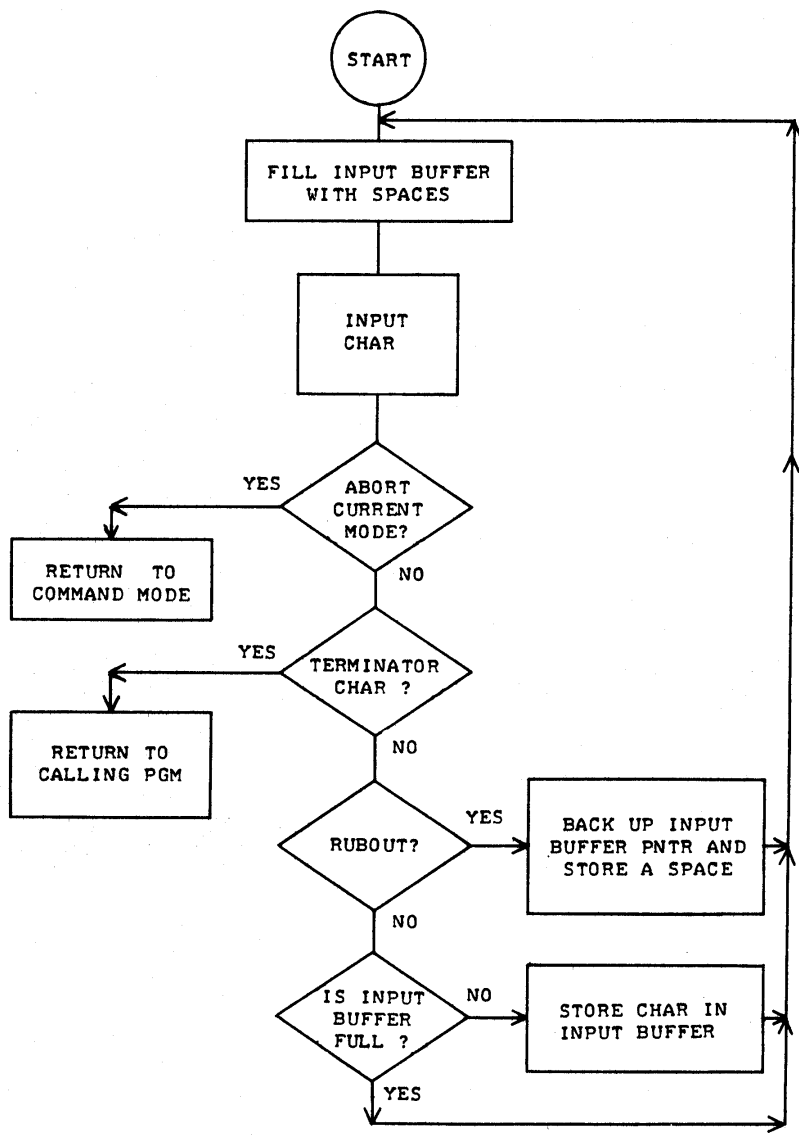 START
FILL INPUT BUFFER
WITH SPACES
INPUT
CHAR
YES
ABORT
CURRENT
MODE?
NO
RETURN TO
COMMAND MODE
YES
TERMINATOR
CHAR ?
NO
RETURN TO
CALLING PGM
RUBOUT?
YES
BACK UP INPUT
BUFFER PNTR AND
STORE A SPACE
NO
IS INPUT
BUFFER
FULL ?
NO
STORE CHAR IN
INPUT BUFFER
YES